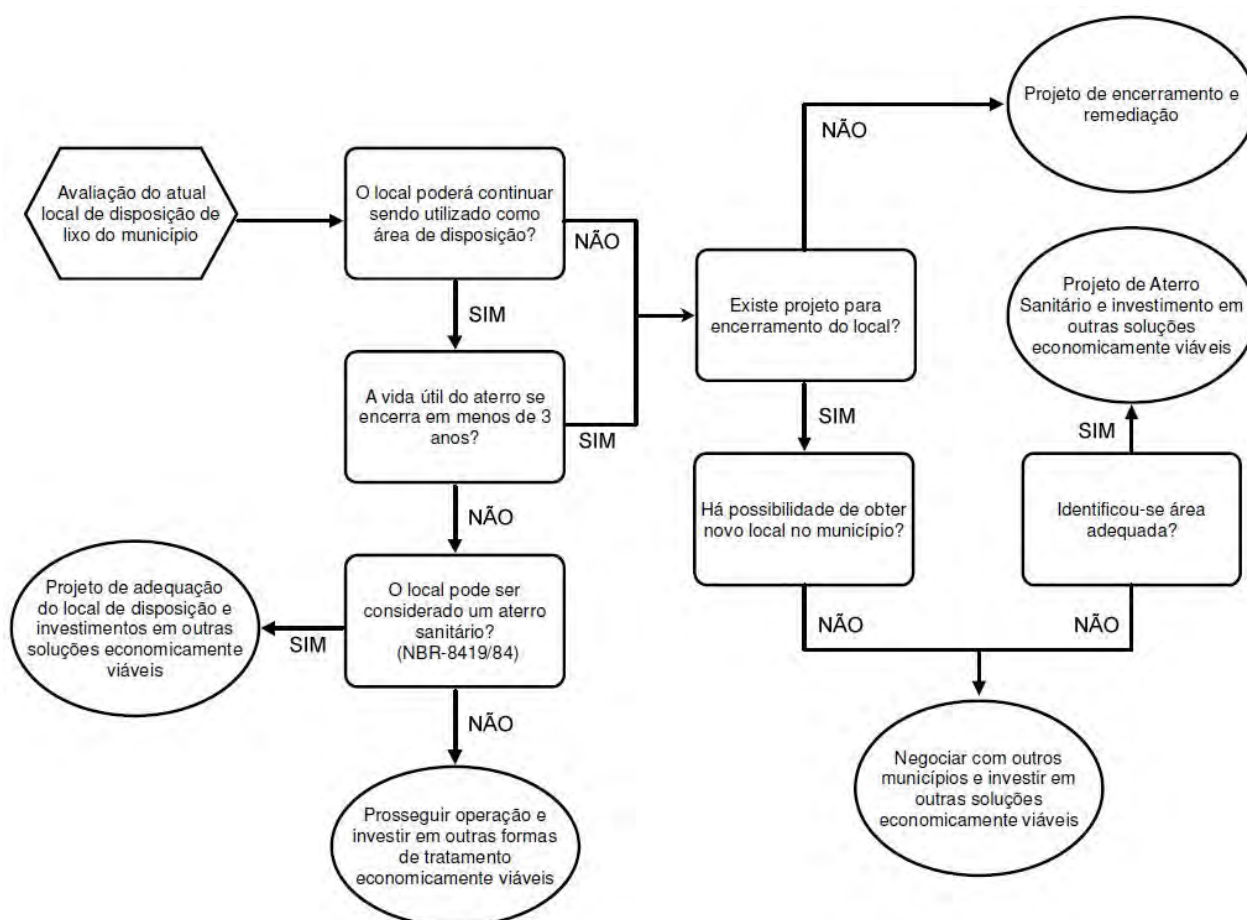 Avaliação do atual
local de disposição de
lixo do município
O local poderá continuar
sendo utilizado como
área de disposição?
NÃO
SIM
A vida útil do aterro se
encerra em menos de 3
anos?
SIM
NÃO
O local pode ser
considerado um aterro
sanitário?
(NBR-8419/84)
SIM
Projeto de adequação
do local de disposição e
investimentos em outras
soluções economicamente
viáveis
NÃO
Prosseguir operação e
investir em outras formas
de tratamento
economicamente viáveis
Existe projeto para
encerramento do local?
NÃO
Projeto de encerramento e
remediação
SIM
Há possibilidade de obter
novo local no município?
NÃO
Identificou-se área
adequada?
SIM
Projeto de Aterro
Sanitário e investimento em
outras soluções
economicamente viáveis
NÃO
Negociar com outros
municípios e investir em
outras soluções
economicamente viáveis